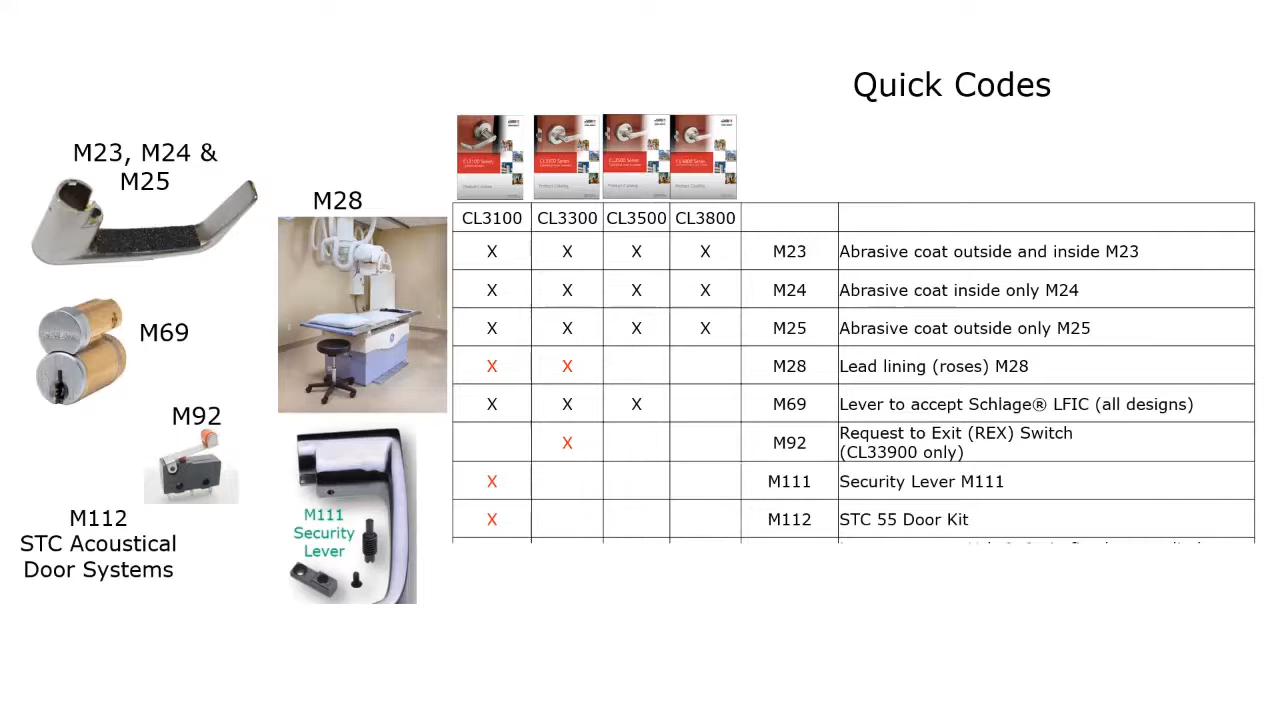 Quick Codes
M23, M24 &
M25
M28
M69
M92
M112
STC Acoustical
Door Systems
M111
Security
Lever
CL3100 CL3300 CL3500 CL3800
X X X X M23 Abrasive coat outside and inside M23
X X X X M24 Abrasive coat inside only M24
X X X X M25 Abrasive coat outside only M25
X X M28 Lead lining (roses) M28
X X X M69 Lever to accept Schlage® LFIC (all designs)
X M92 Request to Exit (REX) Switch
(CL33900 only)
X M111 Security Lever M111
X M112 STC 55 Door Kit